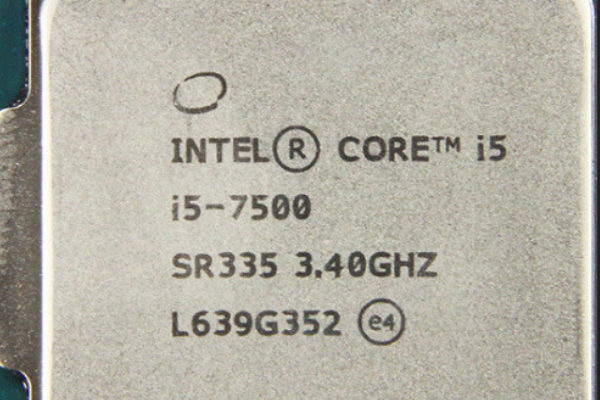 INTEL® CORE™ i5
i5-7500
SR335 3.40GHZ
L639G352 e4